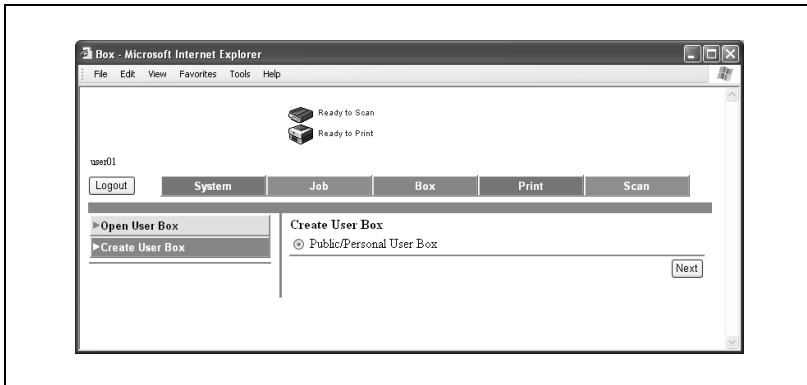 Box - Microsoft Internet Explorer
File Edit View Favorites Tools Help
Ready to Scan
Ready to Print
user01
Logout System Job Box Print Scan
Open User Box
Create User Box
Create User Box
Public/Personal User Box
Next